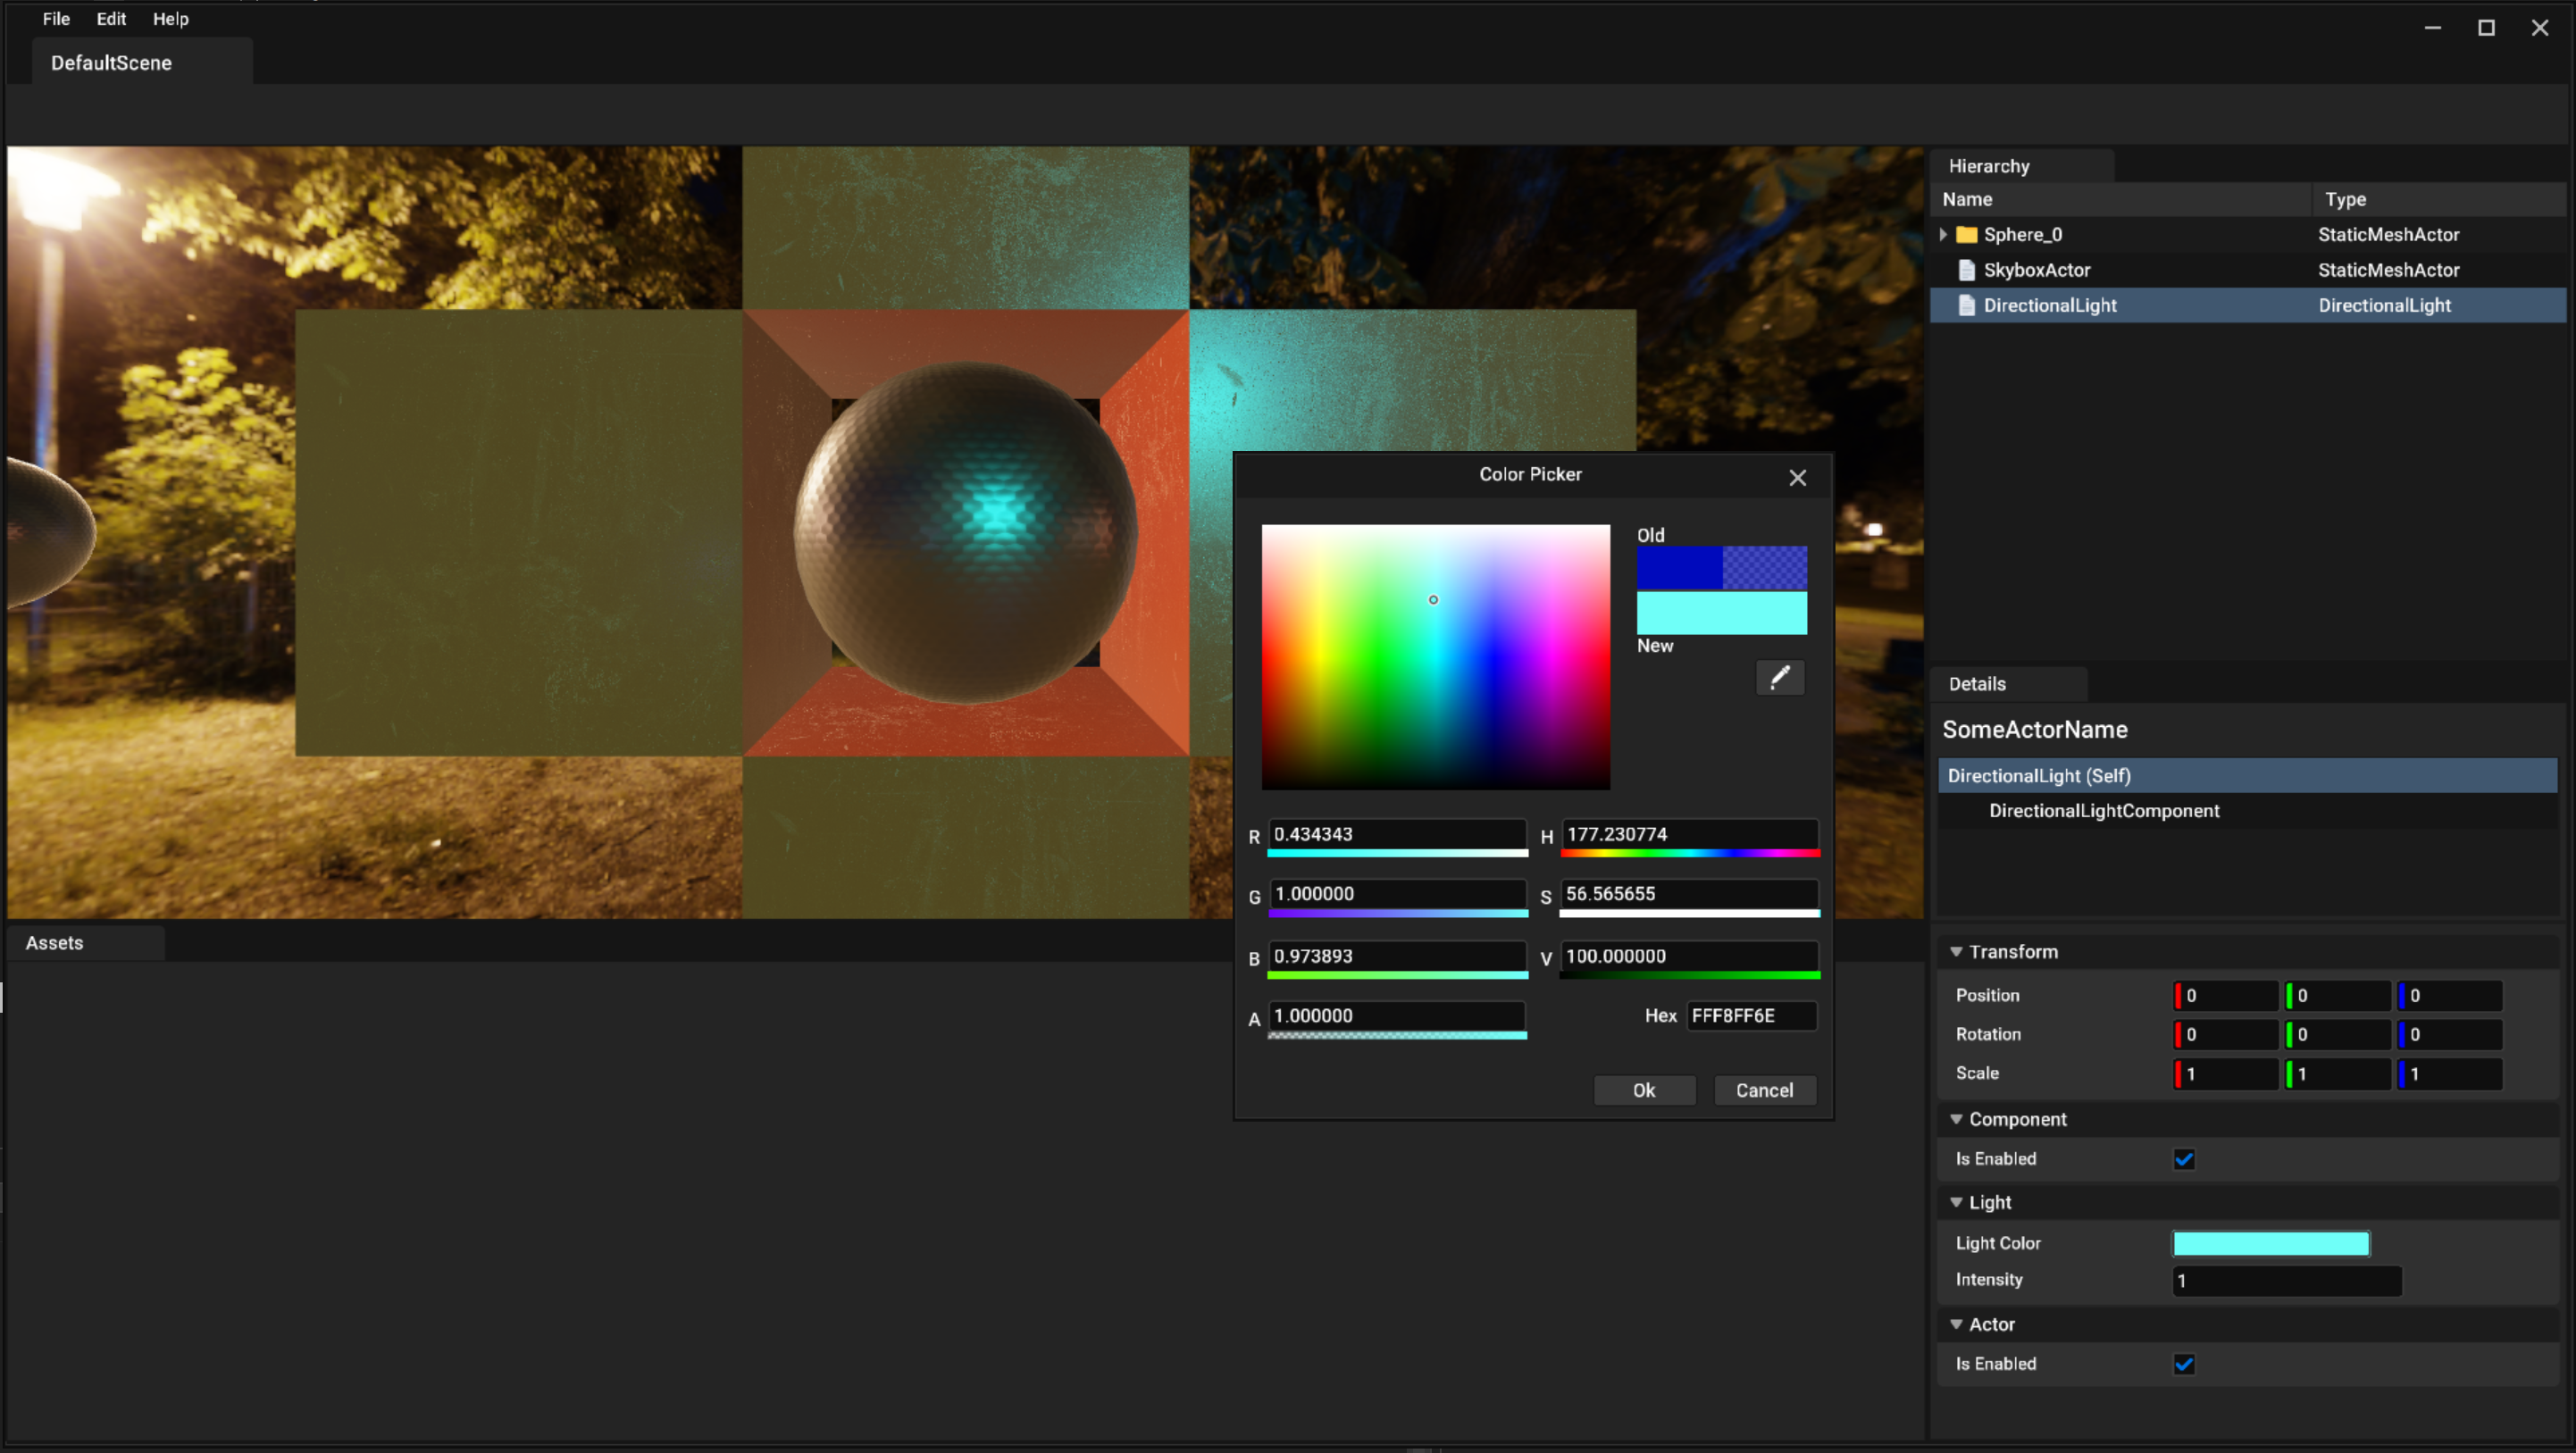 File Edit Help
DefaultScene
Hierarchy
Name Type
Sphere_0 StaticMeshActor
SkyboxActor StaticMeshActor
DirectionalLight DirectionalLight
Color Picker
Old
New
R 0.434343 H 177.230774
G 1.000000 S 56.565655
B 0.973893 V 100.000000
A 1.000000 Hex FFF8FF6E
Ok Cancel
Details
SomeActorName
DirectionalLight (Self)
DirectionalLightComponent
Assets
Transform
Position 0 0 0
Rotation 0 0 0
Scale 1 1 1
Component
Is Enabled
Light
Light Color
Intensity 1
Actor
Is Enabled